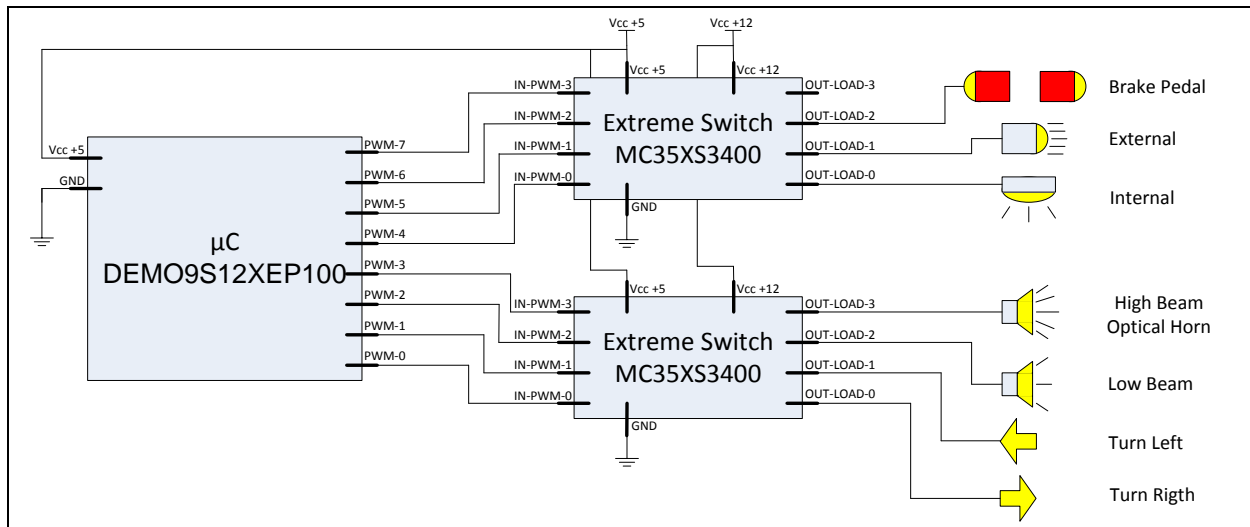 Vcc +5
Vcc +12
Vcc +5
Vcc +12
IN-PWM-3
IN-PWM-2
IN-PWM-1
IN-PWM-0
Extreme Switch
MC35XS3400
GND
OUT-LOAD-3
OUT-LOAD-2
OUT-LOAD-1
OUT-LOAD-0
Brake Pedal
External
Internal
Vcc +5
GND
µC
DEMO9S12XEP100
PWM-7
PWM-6
PWM-5
PWM-4
PWM-3
PWM-2
PWM-1
PWM-0
Vcc +5
Vcc +12
IN-PWM-3
IN-PWM-2
IN-PWM-1
IN-PWM-0
Extreme Switch
MC35XS3400
GND
OUT-LOAD-3
OUT-LOAD-2
OUT-LOAD-1
OUT-LOAD-0
High Beam
Optical Horn
Low Beam
Turn Left
Turn Rigth